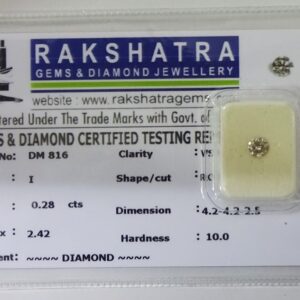 RAKSHATRA
GEMS & DIAMOND JEWELLERY
website : www.rakshatragems.co
tered Under The Trade Marks with Govt. of
S & DIAMOND CERTIFIED TESTING RE
No: DM 816 Clarity VS
: I Shape/cut
: 0.28 cts Dimension 4.2-4.2-2.5
x : 2.42 Hardness 10.0
ent : ~~~~ DIAMOND ~~~~